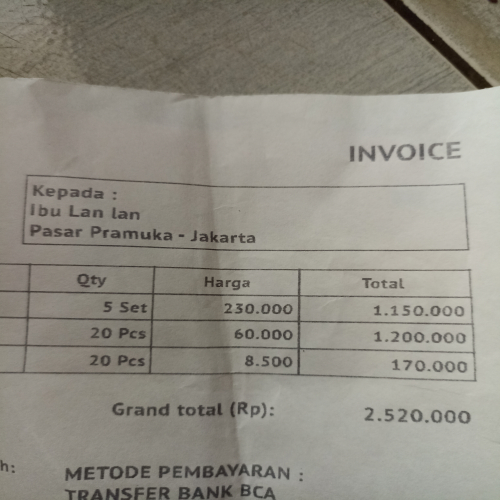 INVOICE
Kepada :
Ibu Lan lan
Pasar Pramuka - Jakarta
Qty Harga Total
5 Set 230.000 1.150.000
20 Pcs 60.000 1.200.000
20 Pcs 8.500 170.000
Grand total (Rp): 2.520.000
h: METODE PEMBAYARAN :
TRANSFER BANK BCA